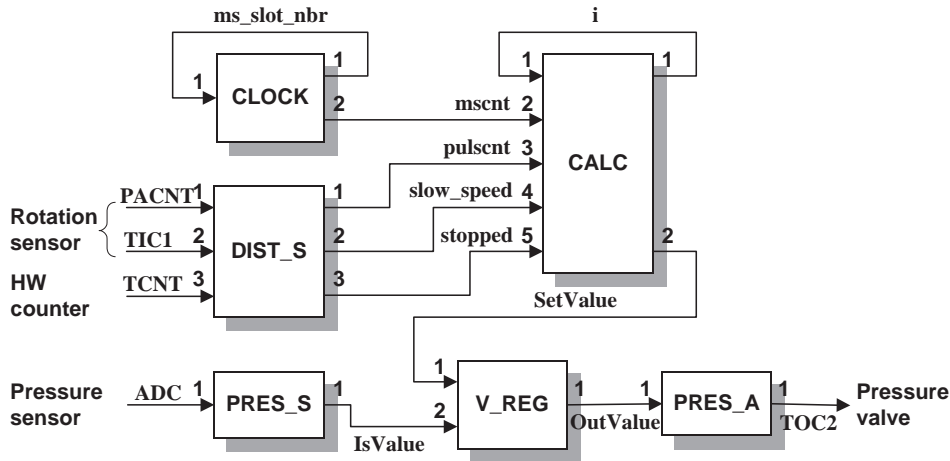 ms_slot_nbr
i
1
1
CLOCK
2
1
1
mscnt 2
pulscnt 3
slow_speed 4
stopped 5
CALC
2
Rotation
sensor
PACNT 1
TIC1 2
HW
counter
TCNT 3
DIST_S
1
2
3
SetValue
Pressure
sensor
ADC 1
PRES_S
1
IsValue
1
2
V_REG
1
OutValue
1
PRES_A
1
TOC2
Pressure
valve